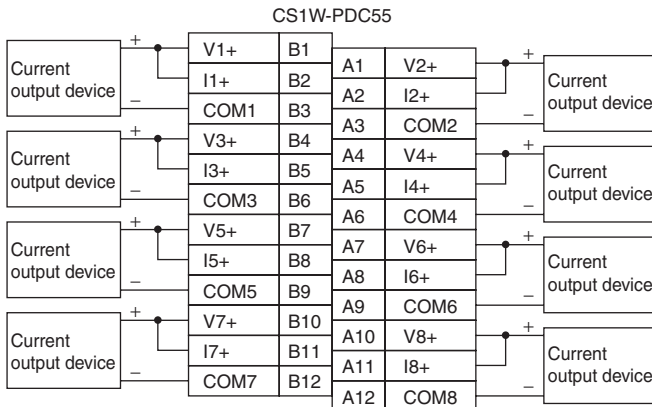 CS1W-PDC55
+
Current
output device
−
V1+ B1
I1+ B2
COM1 B3
+
Current
output device
−
V3+ B4
I3+ B5
COM3 B6
+
Current
output device
−
V5+ B7
I5+ B8
COM5 B9
+
Current
output device
−
V7+ B10
I7+ B11
COM7 B12
A1 V2+
A2 I2+
A3 COM2
+
Current
output device
−
A4 V4+
A5 I4+
A6 COM4
+
Current
output device
−
A7 V6+
A8 I6+
A9 COM6
+
Current
output device
−
A10 V8+
A11 I8+
A12 COM8
+
Current
output device
−